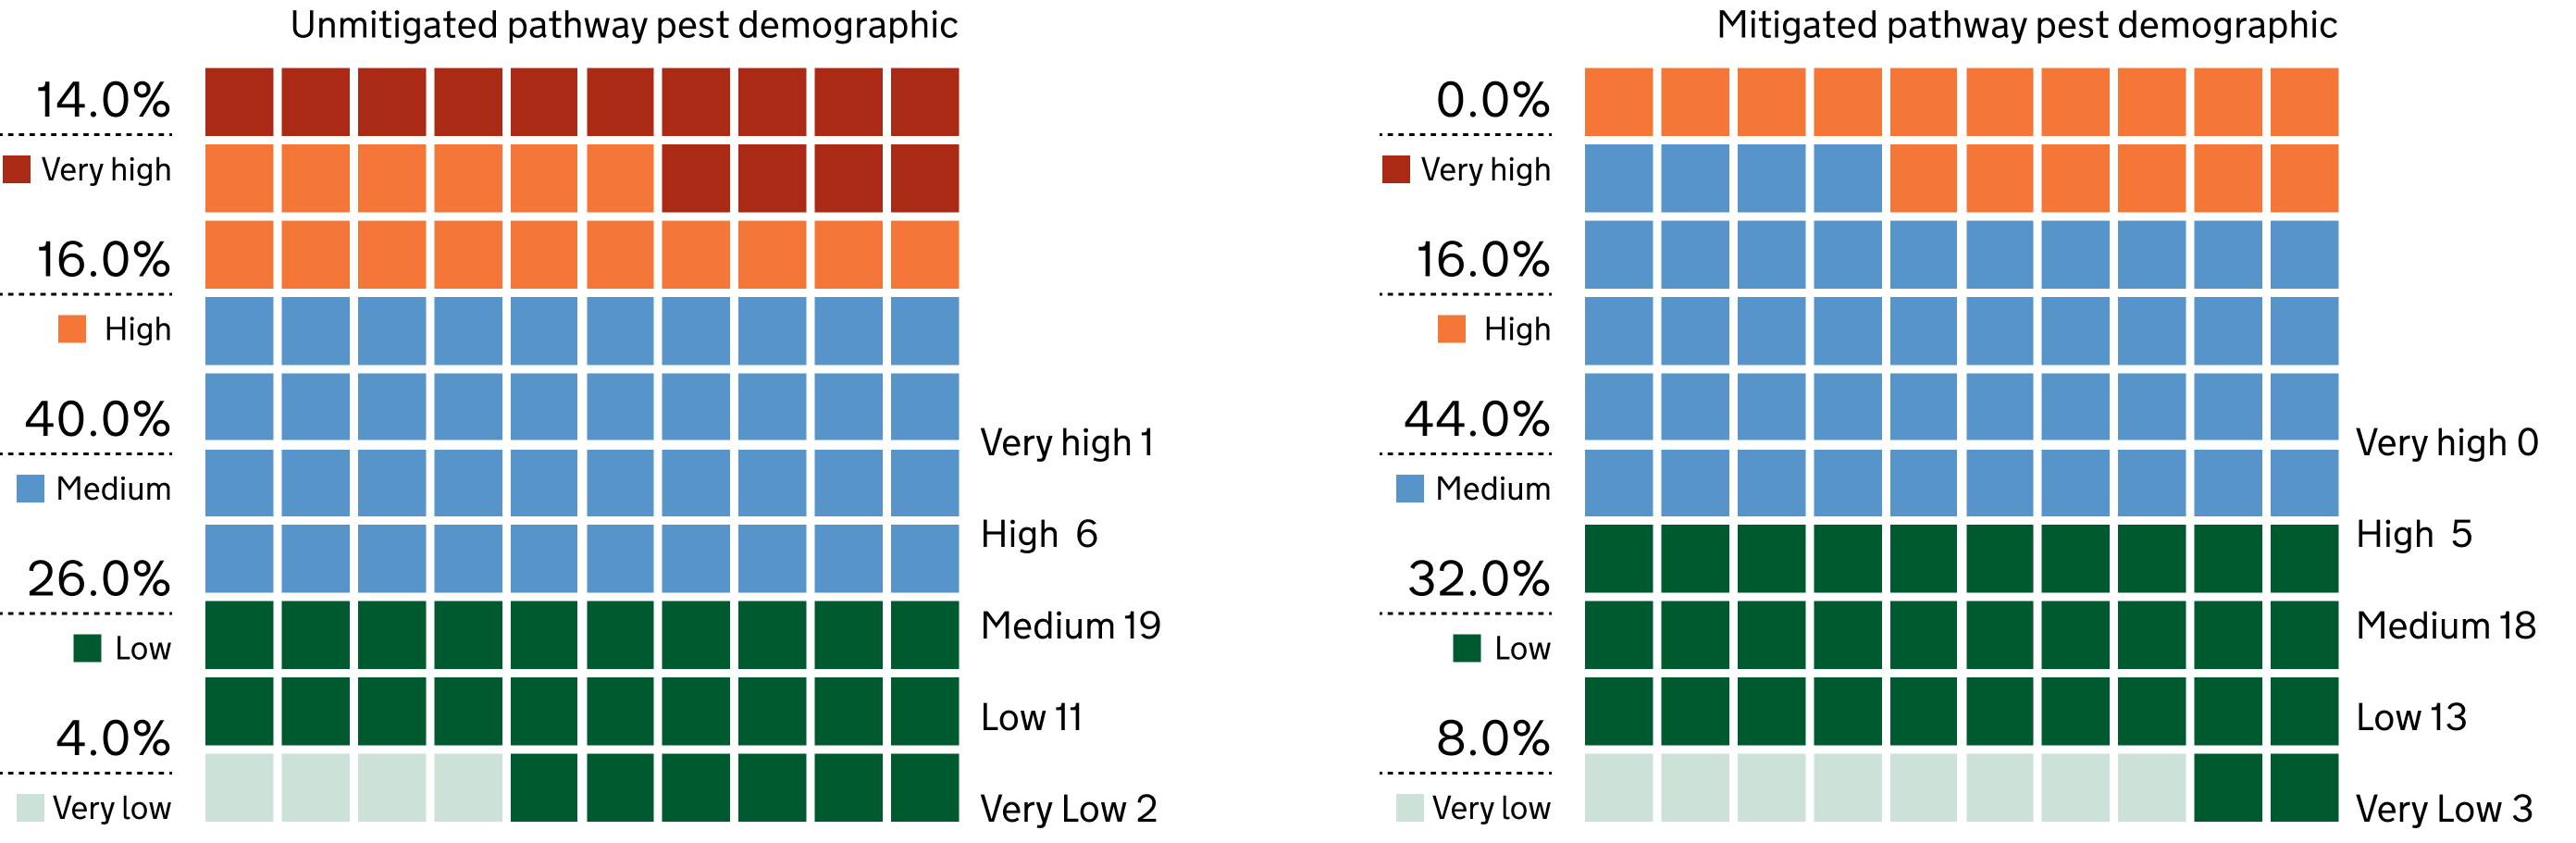 Unmitigated pathway pest demographic
14.0%
Very high
16.0%
High
40.0%
Medium
26.0%
Low
4.0%
Very low
Very high 1
High 6
Medium 19
Low 11
Very Low 2
Mitigated pathway pest demographic
0.0%
Very high
16.0%
High
44.0%
Medium
32.0%
Low
8.0%
Very low
Very high 0
High 5
Medium 18
Low 13
Very Low 3